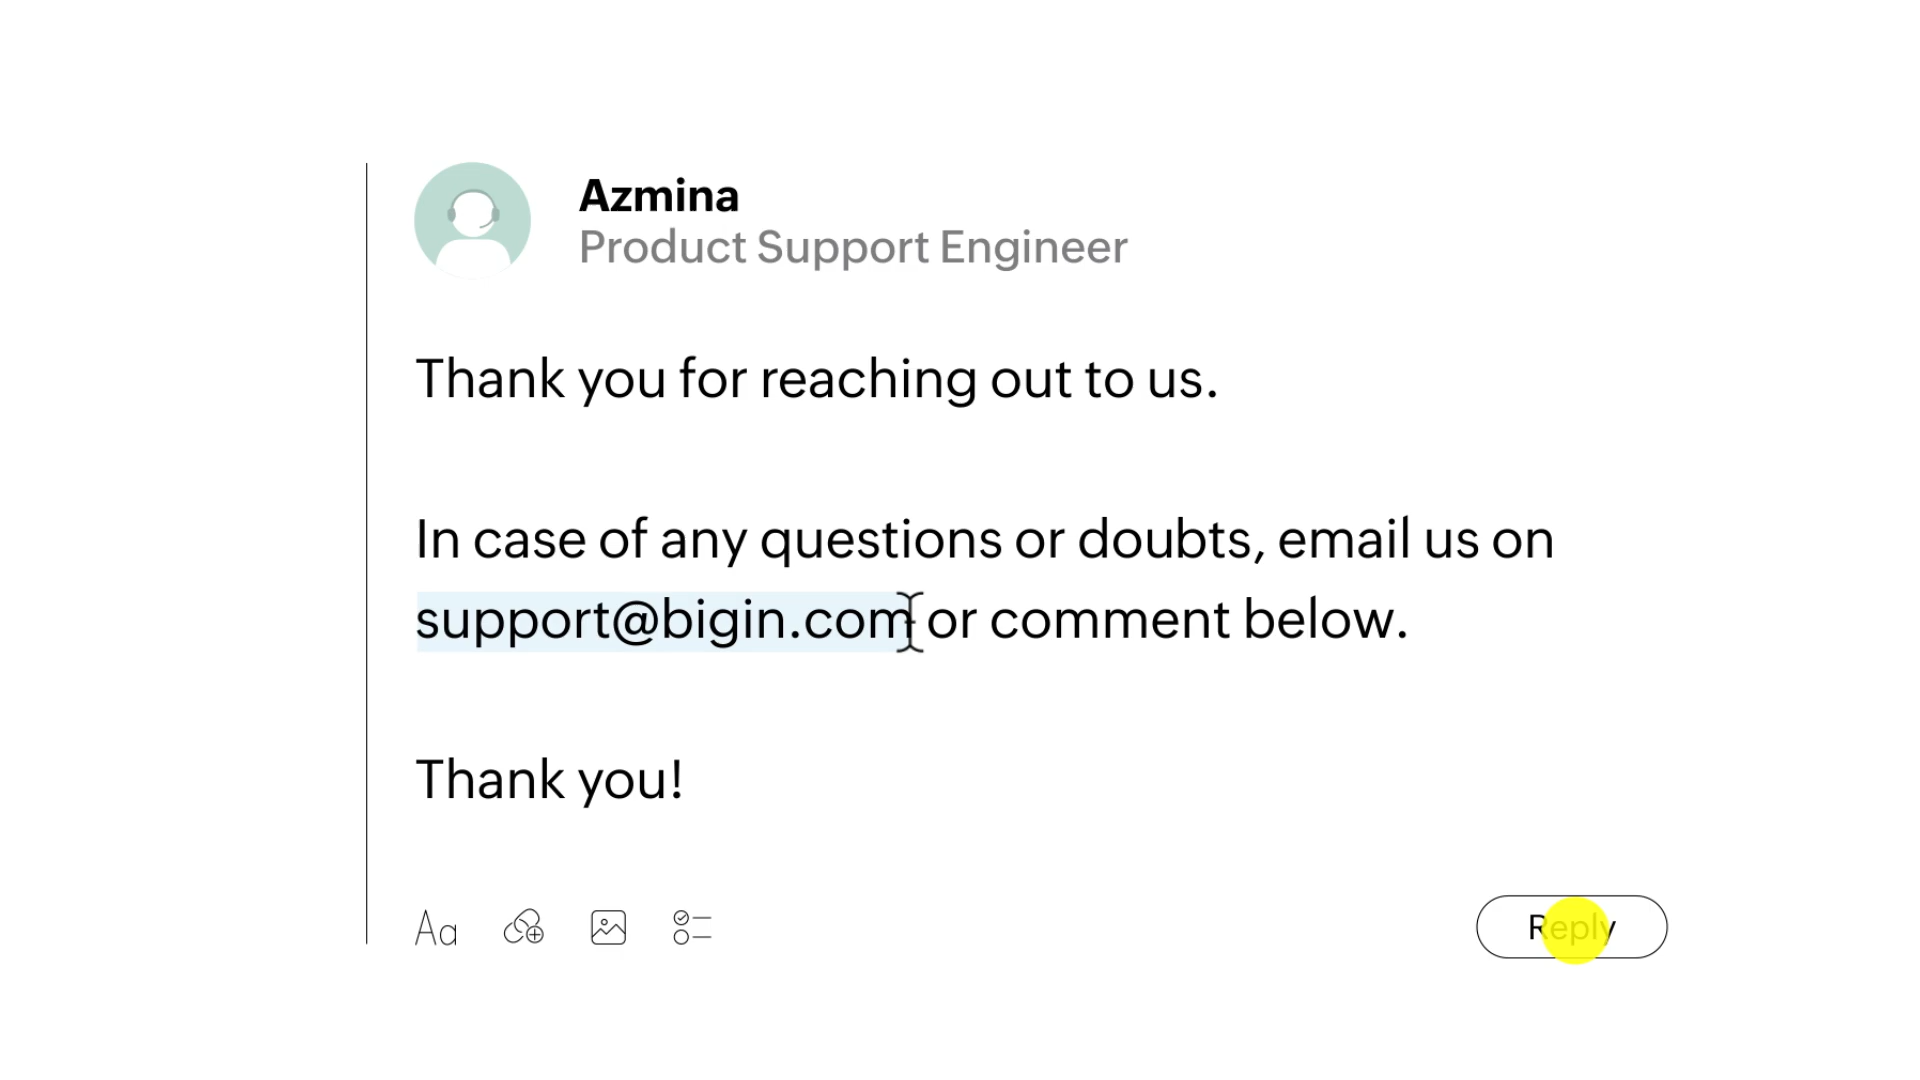 Azmina
Product Support Engineer
Thank you for reaching out to us.
In case of any questions or doubts, email us on
support@bigin.com or comment below.
Thank you!
Aa
Reply